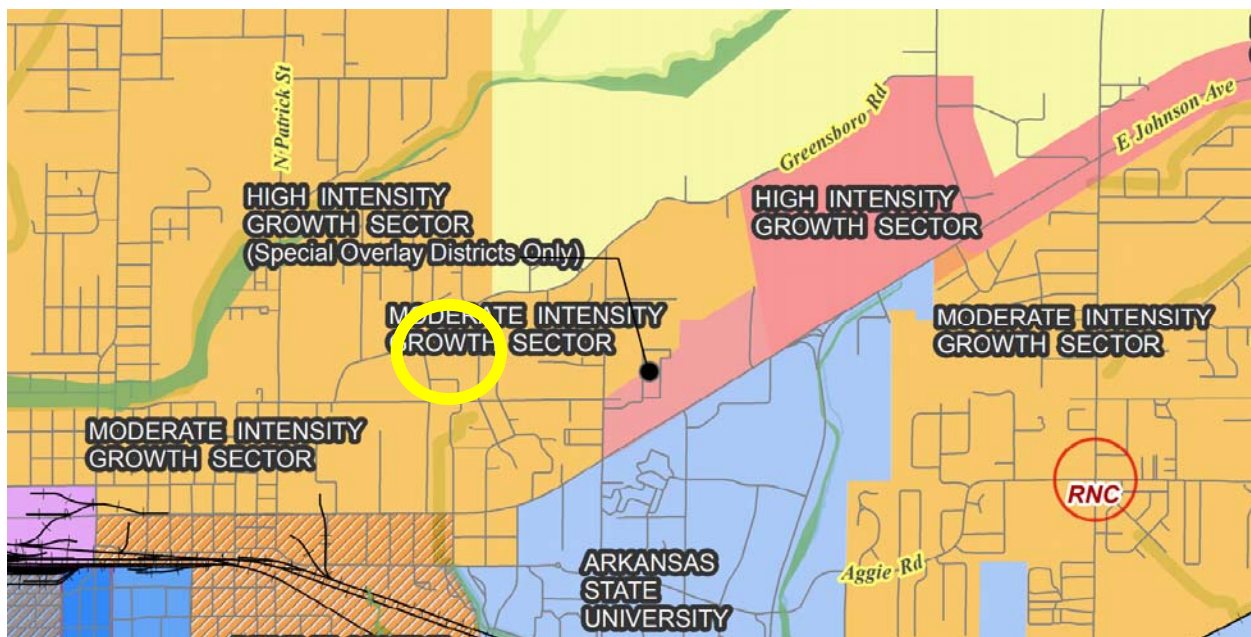 N Patrick St
HIGH INTENSITY
GROWTH SECTOR
(Special Overlay Districts Only)
Greensboro Rd
E Johnson Ave
HIGH INTENSITY
GROWTH SECTOR
MODERATE INTENSITY
GROWTH SECTOR
MODERATE INTENSITY
GROWTH SECTOR
MODERATE INTENSITY
GROWTH SECTOR
RNC
ARKANSAS
STATE
UNIVERSITY
Aggie Rd